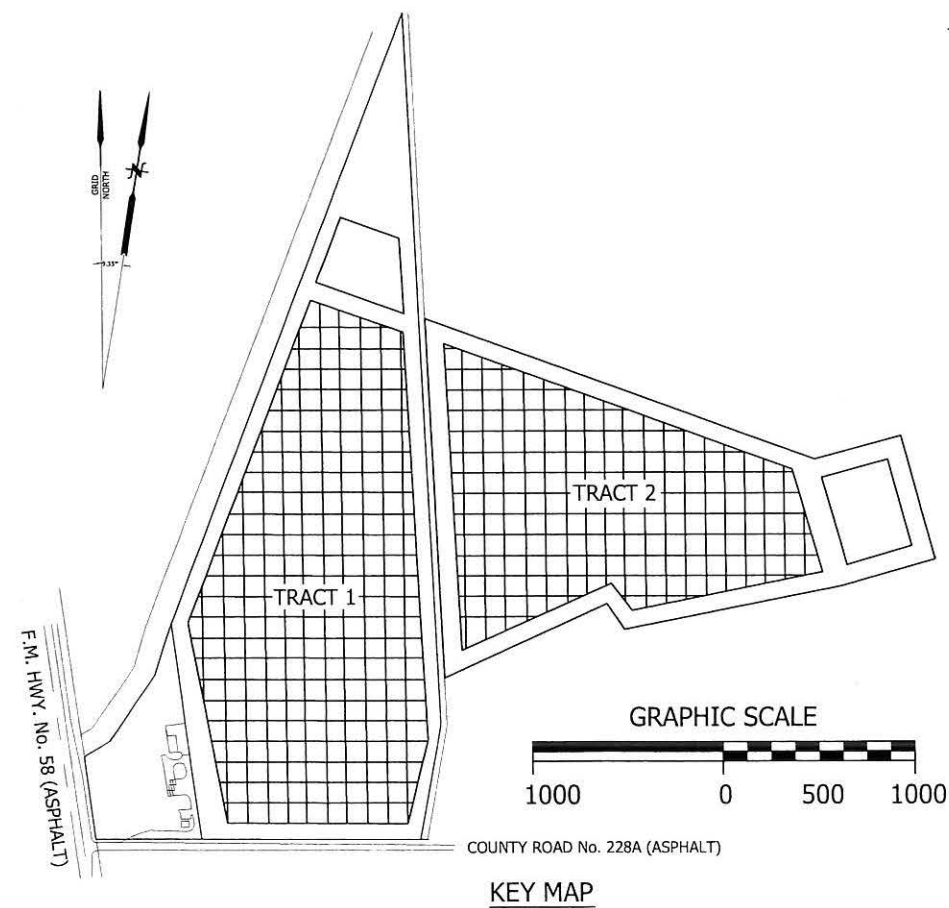 GRID
NORTH
N
TRACT 2
TRACT 1
F.M. HWY. No. 58 (ASPHALT)
GRAPHIC SCALE
1000 0 500 1000
COUNTY ROAD No. 228A (ASPHALT)
KEY MAP